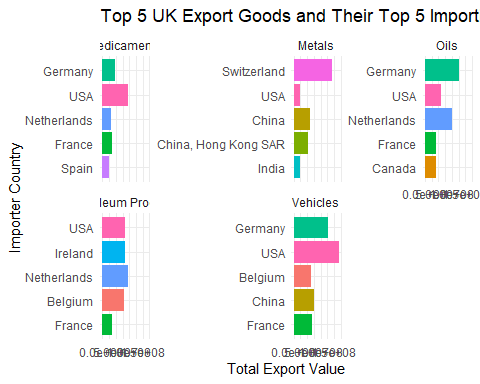 Top 5 UK Export Goods and Their Top 5 Import
edicamen
Metals
Oils
Germany
USA
Netherlands
France
Spain
Switzerland
USA
China
China, Hong Kong SAR
India
Germany
USA
Netherlands
France
Canada
leum Pro
Vehicles
USA
Ireland
Netherlands
Belgium
France
Germany
USA
Belgium
China
France
Importer Country
Total Export Value